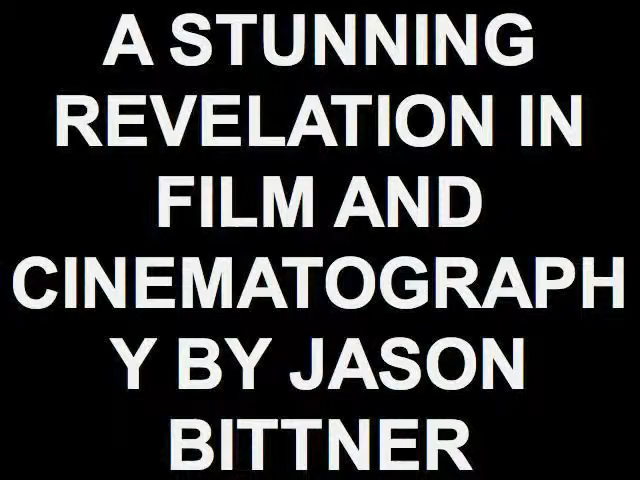 A STUNNING
REVELATION IN
FILM AND
CINEMATOGRAPH
Y BY JASON
BITTNER